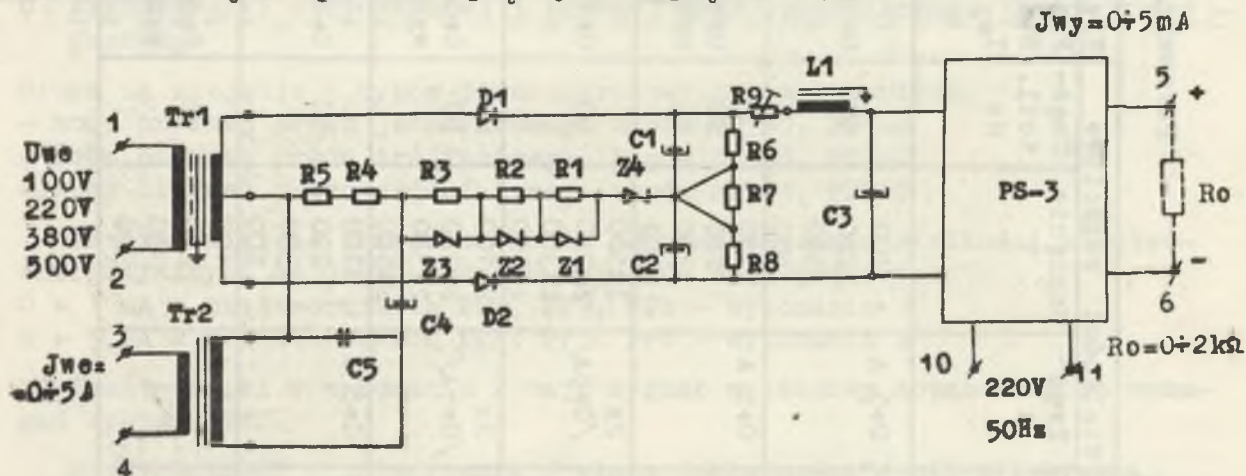 Jwy=0÷5mA
L1
5
+
1
Tr1
D1
R9
C1
R6
Uwe
100V
220V
380V
500V
R5
R4
R3
R2
R1
Z4
R7
C3
PS-3
Ro
2
Z3
Z2
Z1
C2
R8
-
6
Tr2
C4
D2
3
C5
10
11
Ro=0÷2kΩ
Jwe=
=0÷5A
220V
50Hz
4